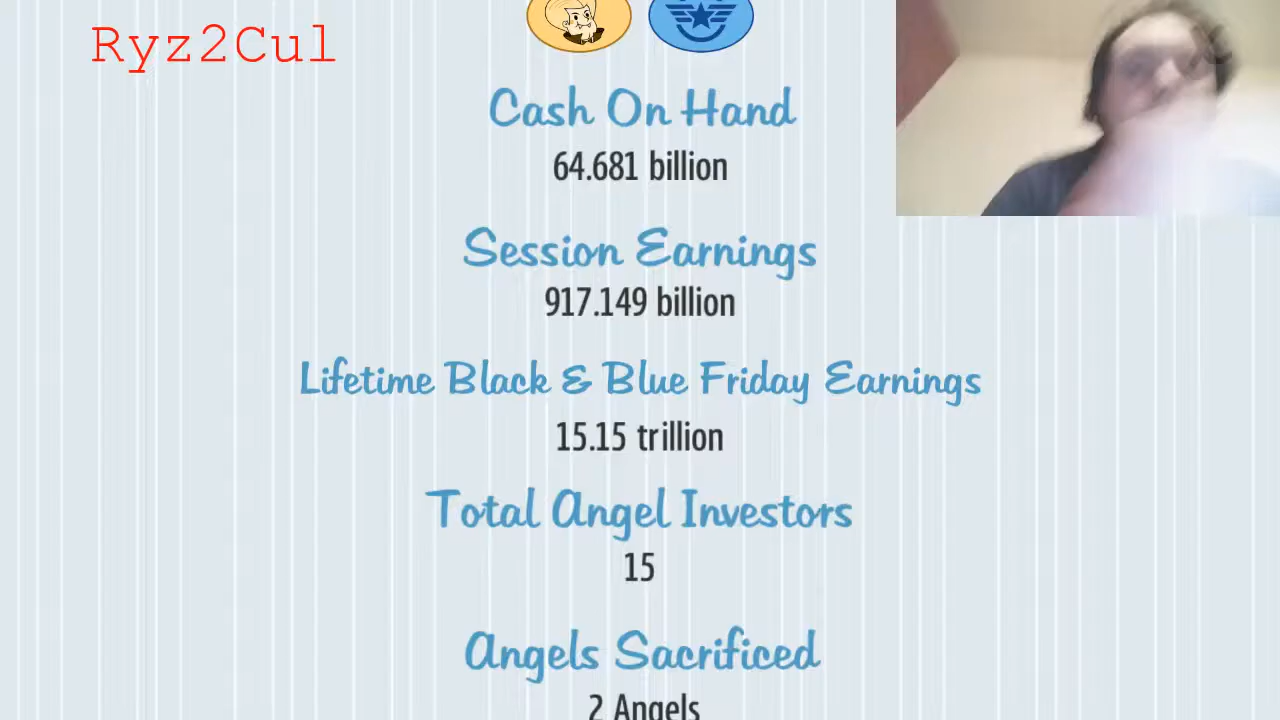 Ryz2Cul
Cash On Hand
64.681 billion
Session Earnings
917.149 billion
Lifetime Black & Blue Friday Earnings
15.15 trillion
Total Angel Investors
15
Angels Sacrificed
2 Angels